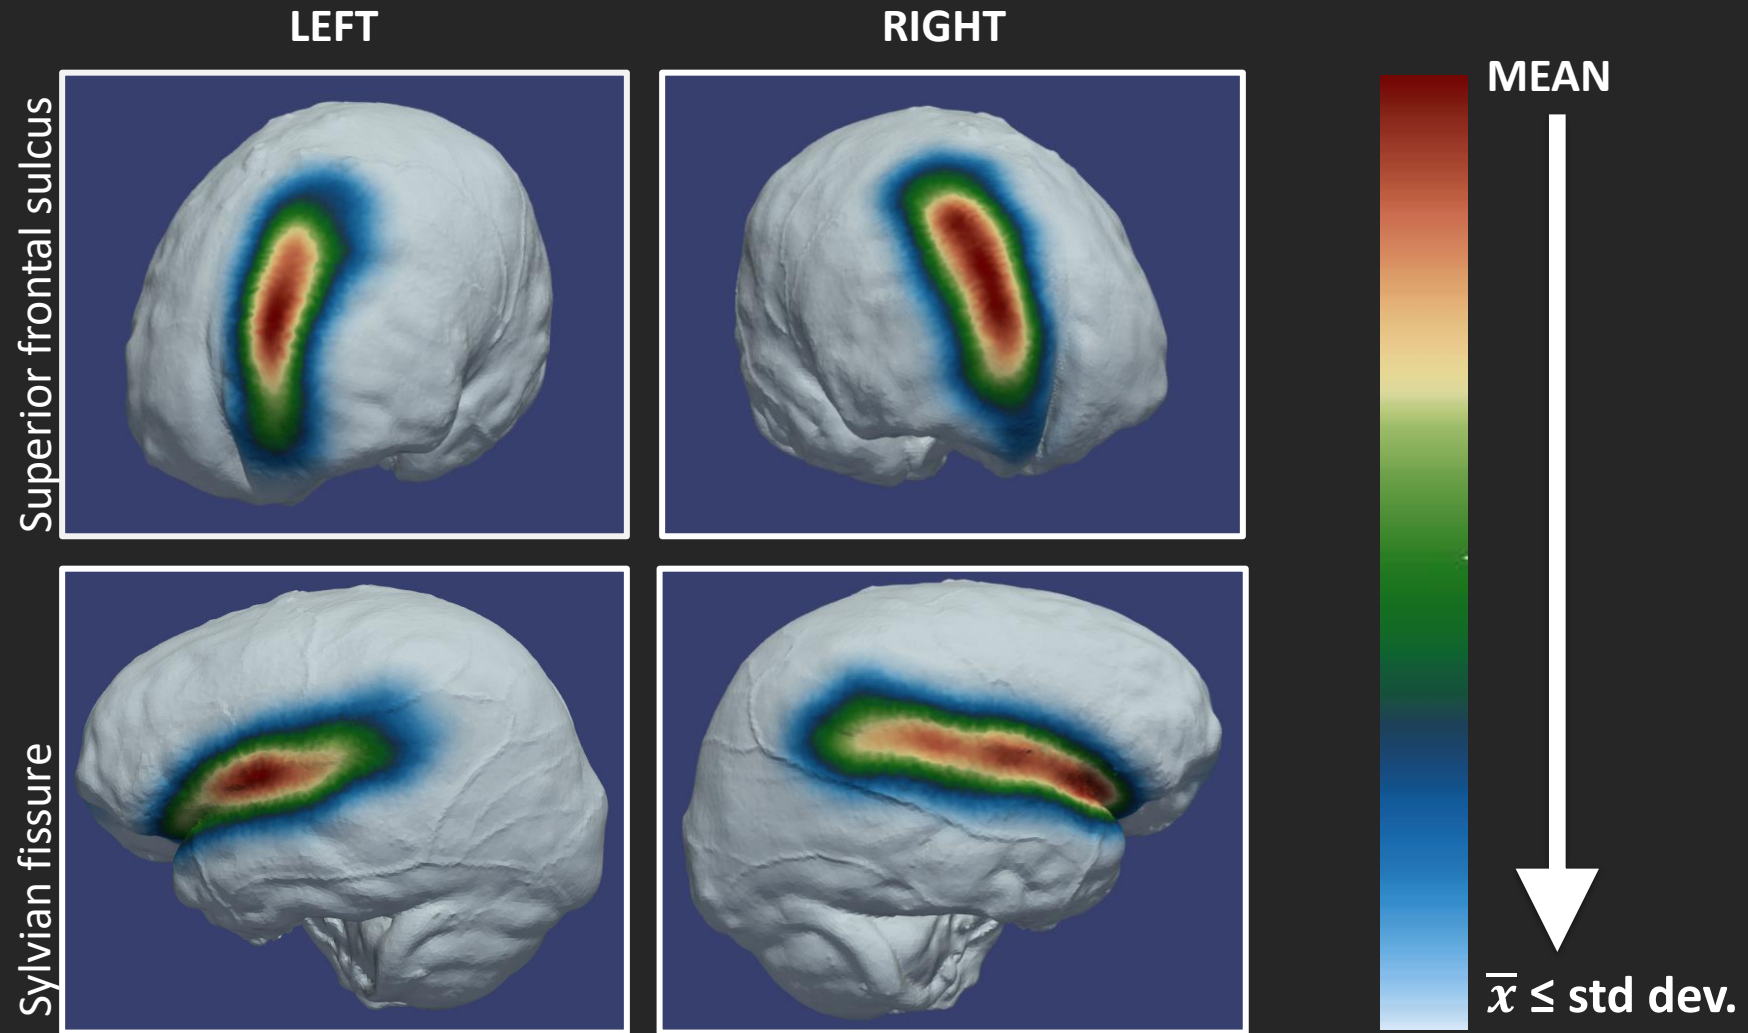 LEFT
RIGHT
Superior frontal sulcus
Sylvian fissure
MEAN
x̅ ≤ std dev.